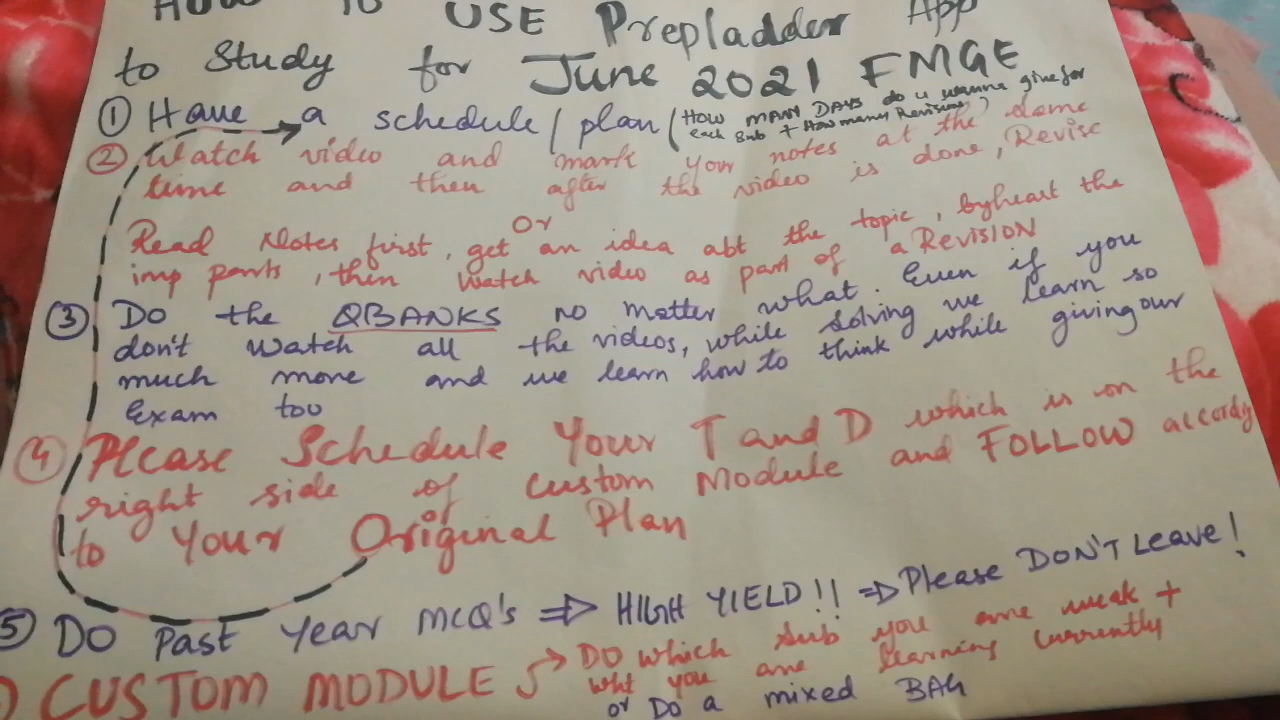 HOW TO USE Prepladder App
to Study for June 2021 FMGE
① Have a schedule / plan (HOW MANY DAYS do u wanna give for
each sub + How many Revisions)
② Watch video and mark your notes at the same
time and then after the video is done, Revise
Or
Read Notes first, get an idea abt the topic, byheart the
imp parts, then watch video as part of a REVISION
③ Do the QBANKS no matter what. Even if you
don't watch all the videos, while solving we learn so
much more and we learn how to think while giving our
Exam too
④ Please Schedule Your T and D which is on the
right side of custom Module and FOLLOW accordg
to Your Original Plan
⑤ DO Past Year MCQ's ⇒ HIGH YIELD!! ⇒ Please DON'T Leave!
) CUSTOM MODULE → DO which sub you are weak +
wht you are learning currently
or Do a mixed BAG